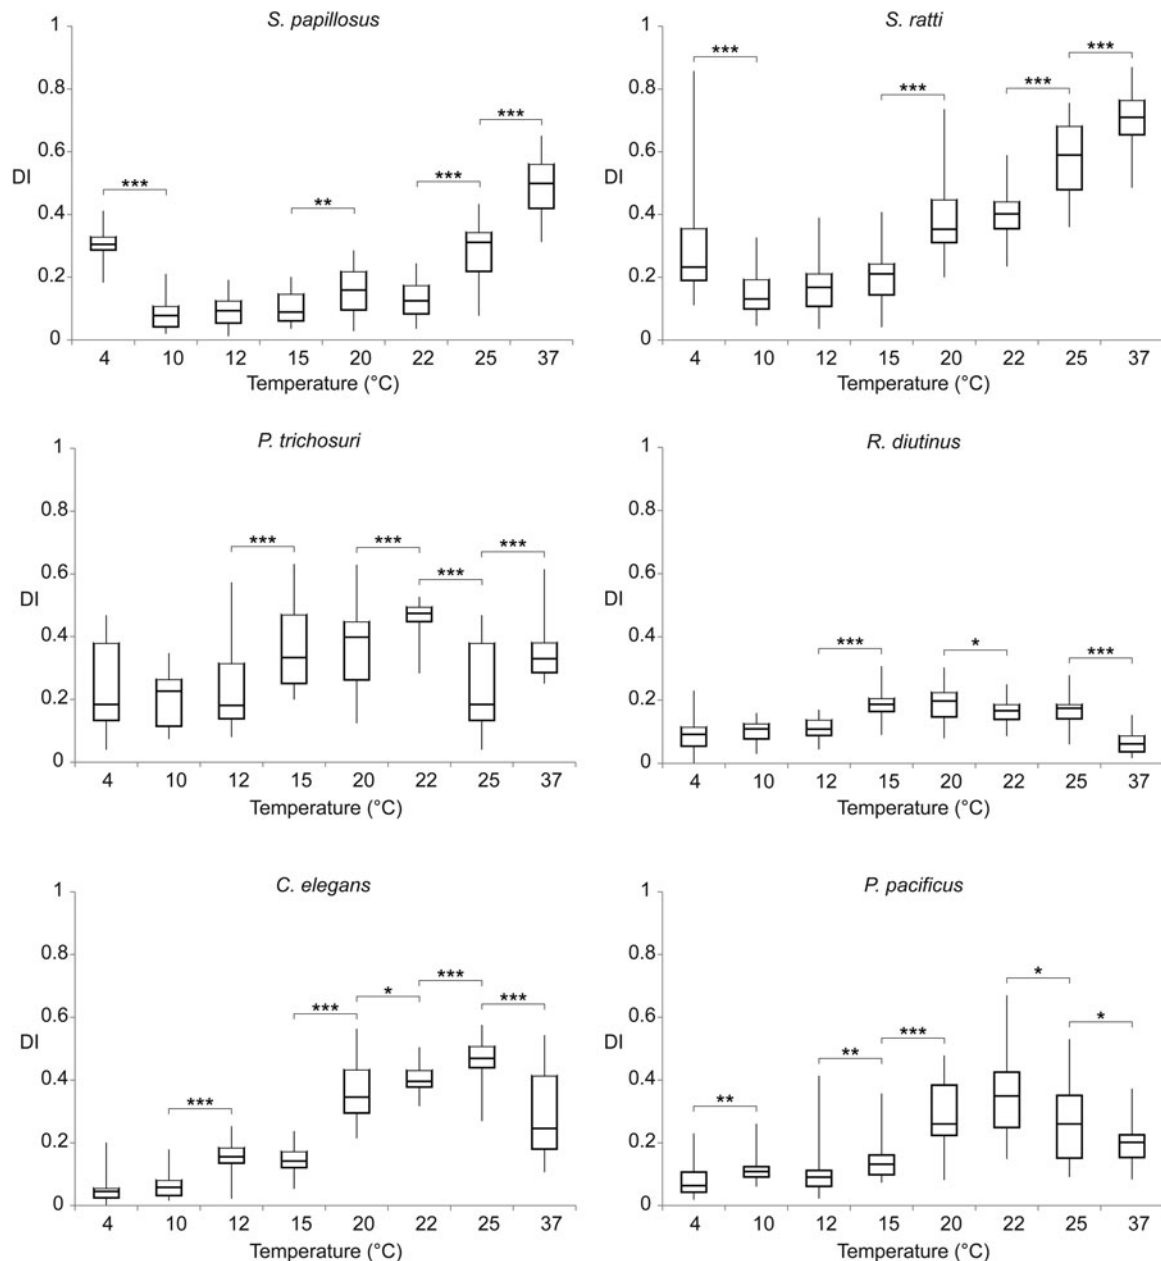 S. papillosus
1
0.8
0.6
DI
0.4
0.2
0
***
**
***
***
4 10 12 15 20 22 25 37
Temperature (°C)
S. ratti
1
0.8
0.6
DI
0.4
0.2
0
***
***
***
***
4 10 12 15 20 22 25 37
Temperature (°C)
P. trichosuri
1
0.8
0.6
DI
0.4
0.2
0
***
***
***
***
4 10 12 15 20 22 25 37
Temperature (°C)
R. diutinus
1
0.8
0.6
DI
0.4
0.2
0
***
*
***
4 10 12 15 20 22 25 37
Temperature (°C)
C. elegans
1
0.8
0.6
DI
0.4
0.2
0
***
***
*
***
***
4 10 12 15 20 22 25 37
Temperature (°C)
P. pacificus
1
0.8
0.6
DI
0.4
0.2
0
**
**
***
*
*
4 10 12 15 20 22 25 37
Temperature (°C)